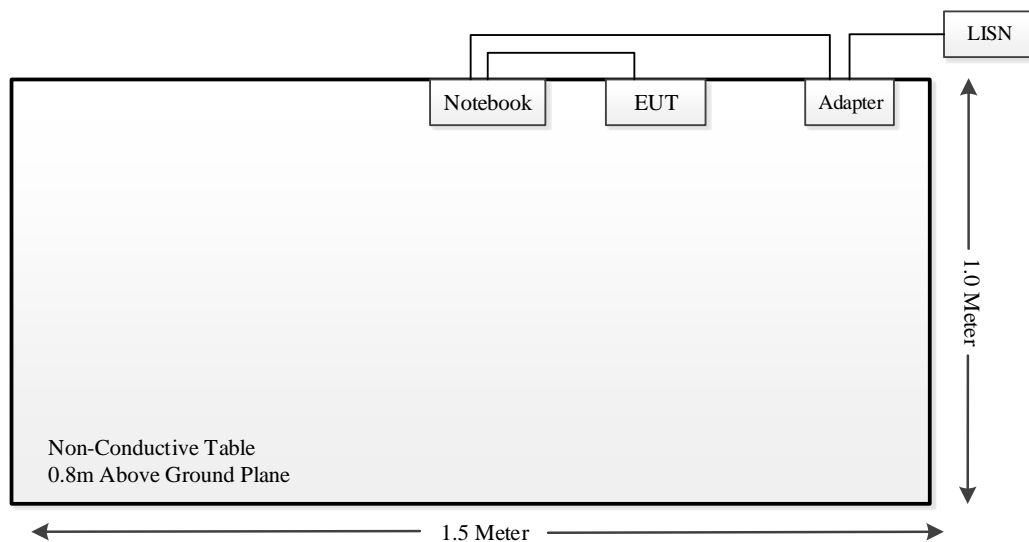 LISN
Notebook
EUT
Adapter
1.0 Meter
Non-Conductive Table
0.8m Above Ground Plane
1.5 Meter